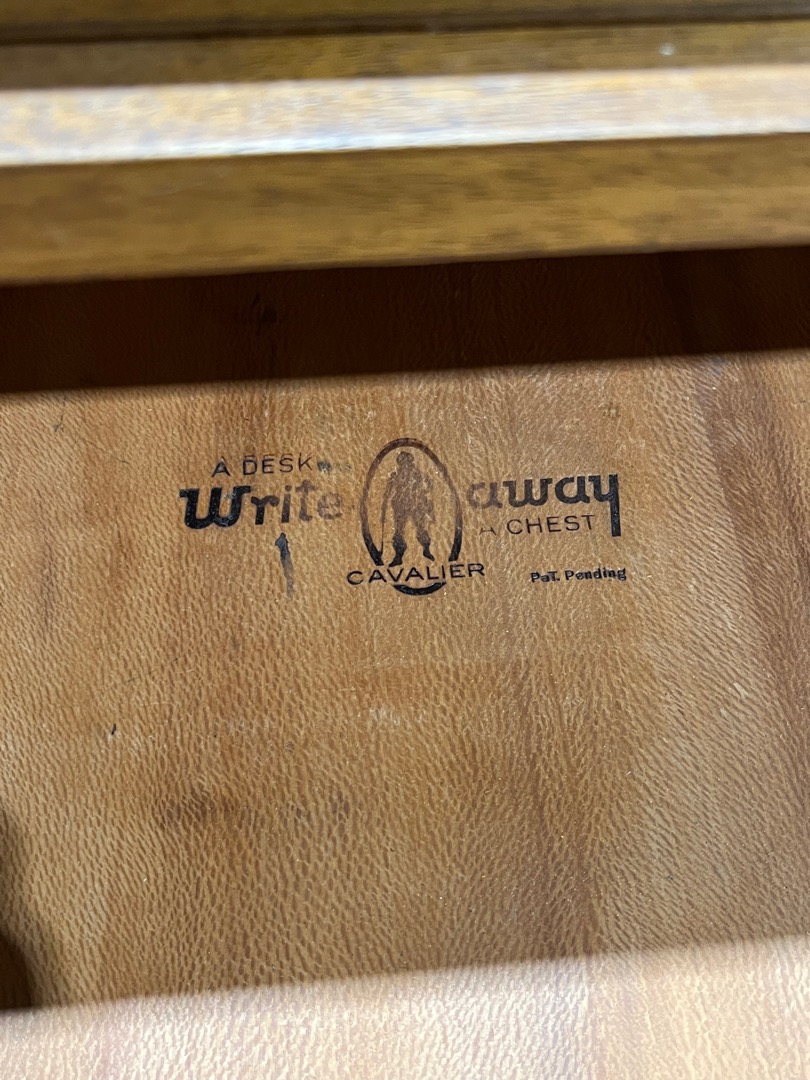 A DESK
Write-away
A CHEST
CAVALIER
PaT. Pending